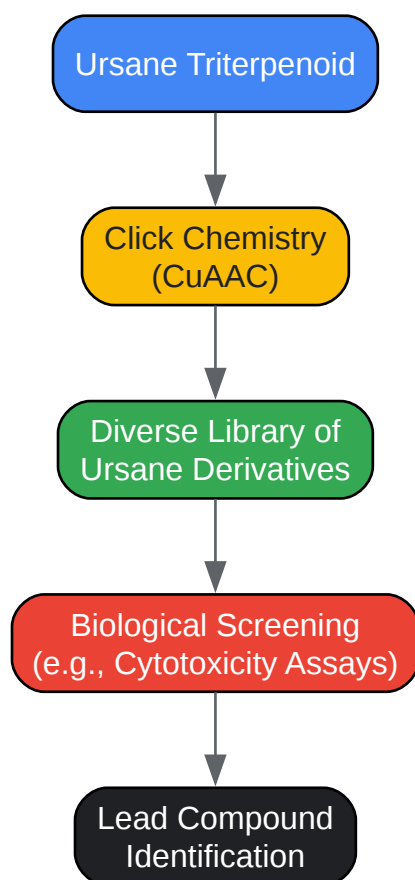 Ursane Triterpenoid
Click Chemistry
(CuAAC)
Diverse Library of
Ursane Derivatives
Biological Screening
(e.g., Cytotoxicity Assays)
Lead Compound
Identification